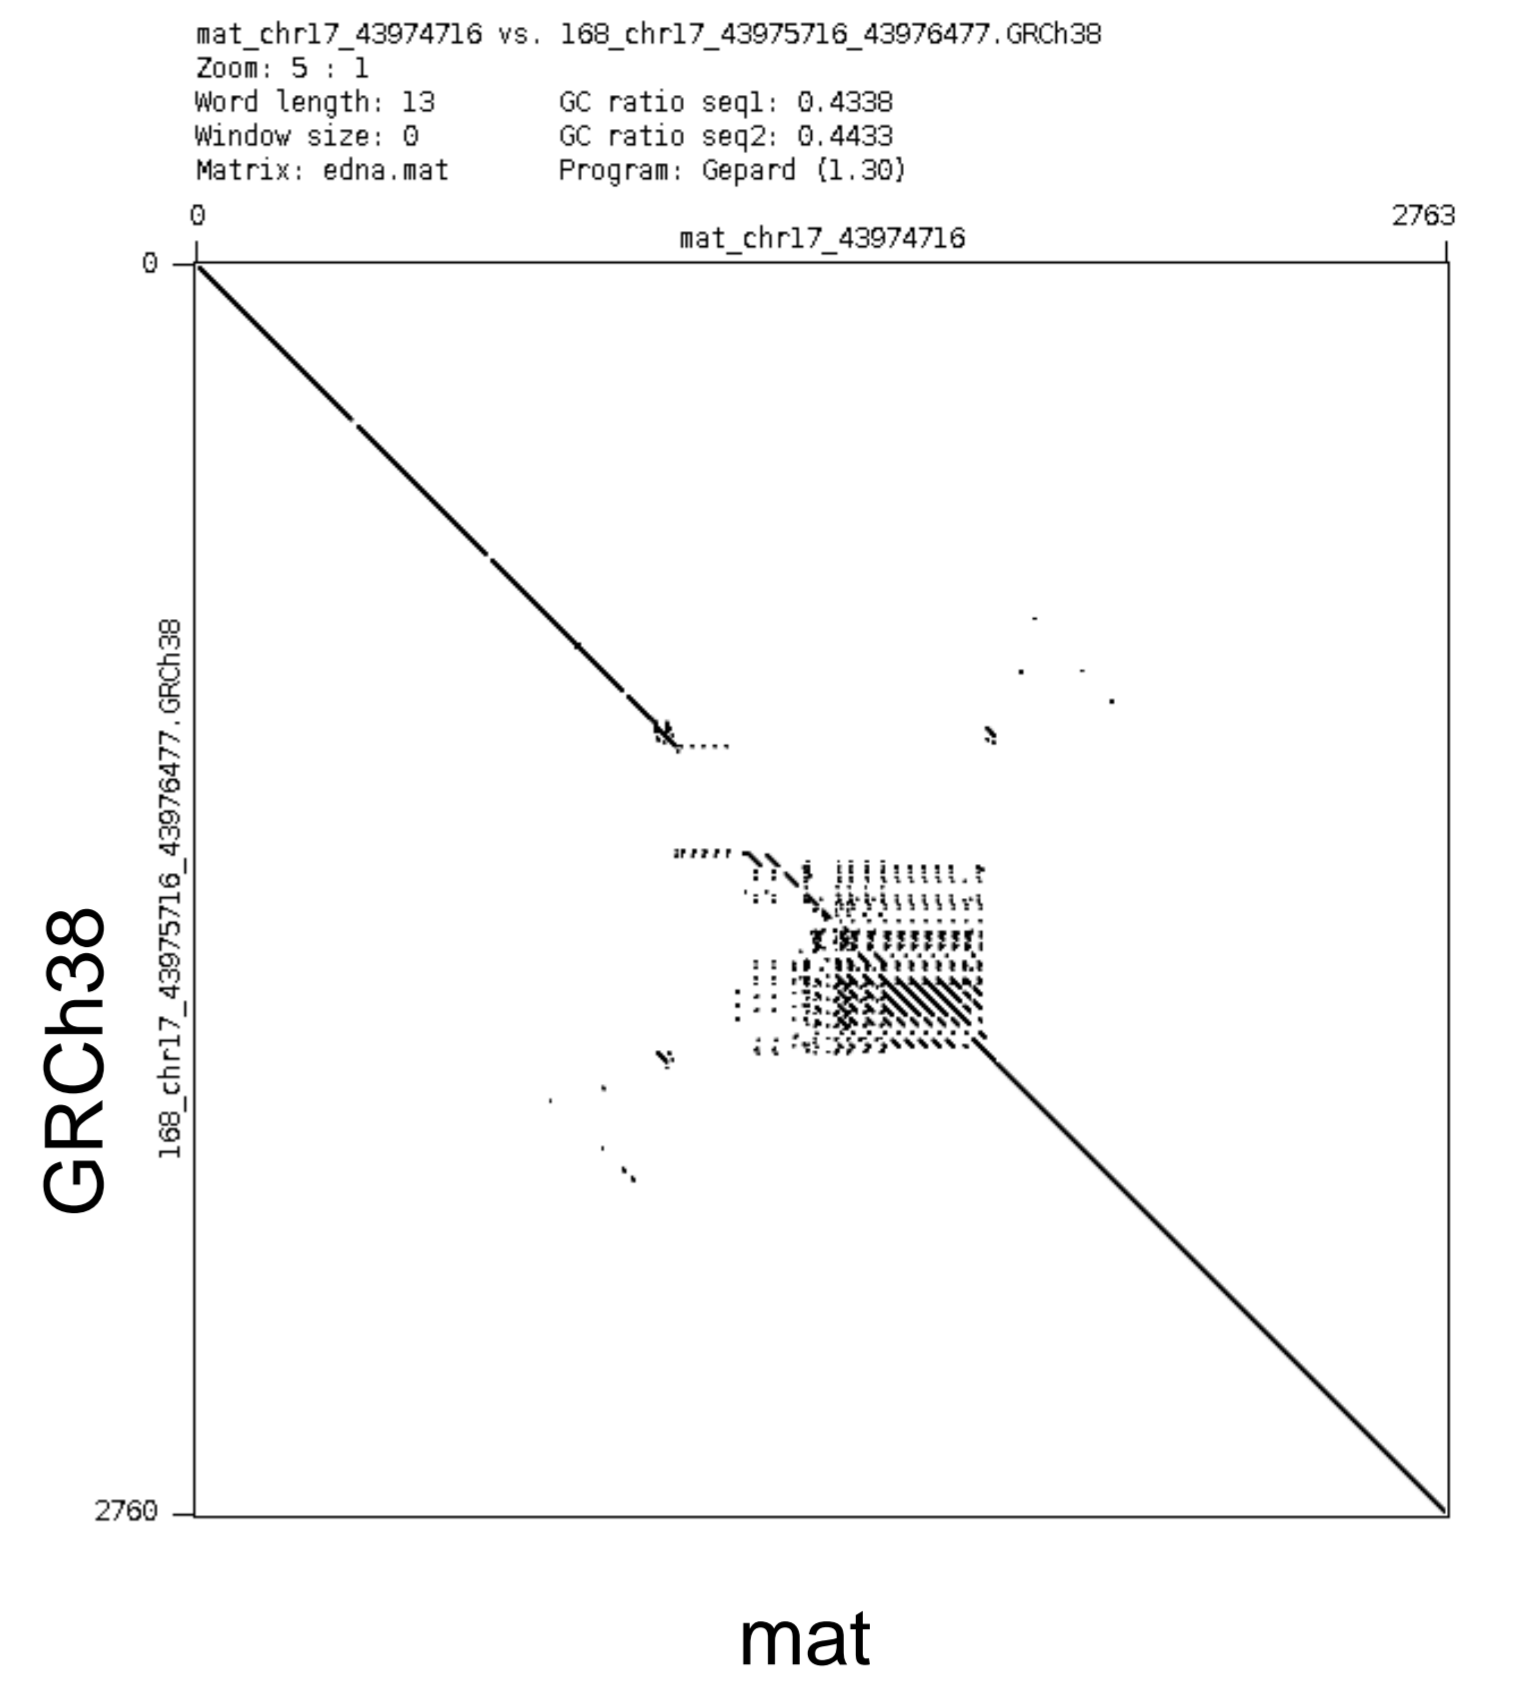 mat_chr17_43974716 vs. 168_chr17_43975716_43976477.GRCh38
Zoom: 5 : 1
Word length: 13 GC ratio seq1: 0.4338
Window size: 0 GC ratio seq2: 0.4433
Matrix: edna.mat Program: Gepard (1.30)
0 2763
mat_chr17_43974716
0
168_chr17_43975716_43976477.GRCh38
GRCh38
2760
mat